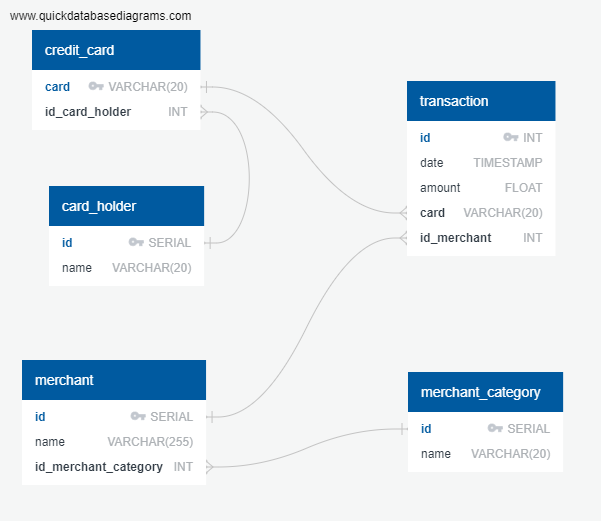 www.quickdatabasediagrams.com
credit_card
card VARCHAR(20)
id_card_holder INT
card_holder
id SERIAL
name VARCHAR(20)
merchant
id SERIAL
name VARCHAR(255)
id_merchant_category INT
transaction
id INT
date TIMESTAMP
amount FLOAT
card VARCHAR(20)
id_merchant INT
merchant_category
id SERIAL
name VARCHAR(20)